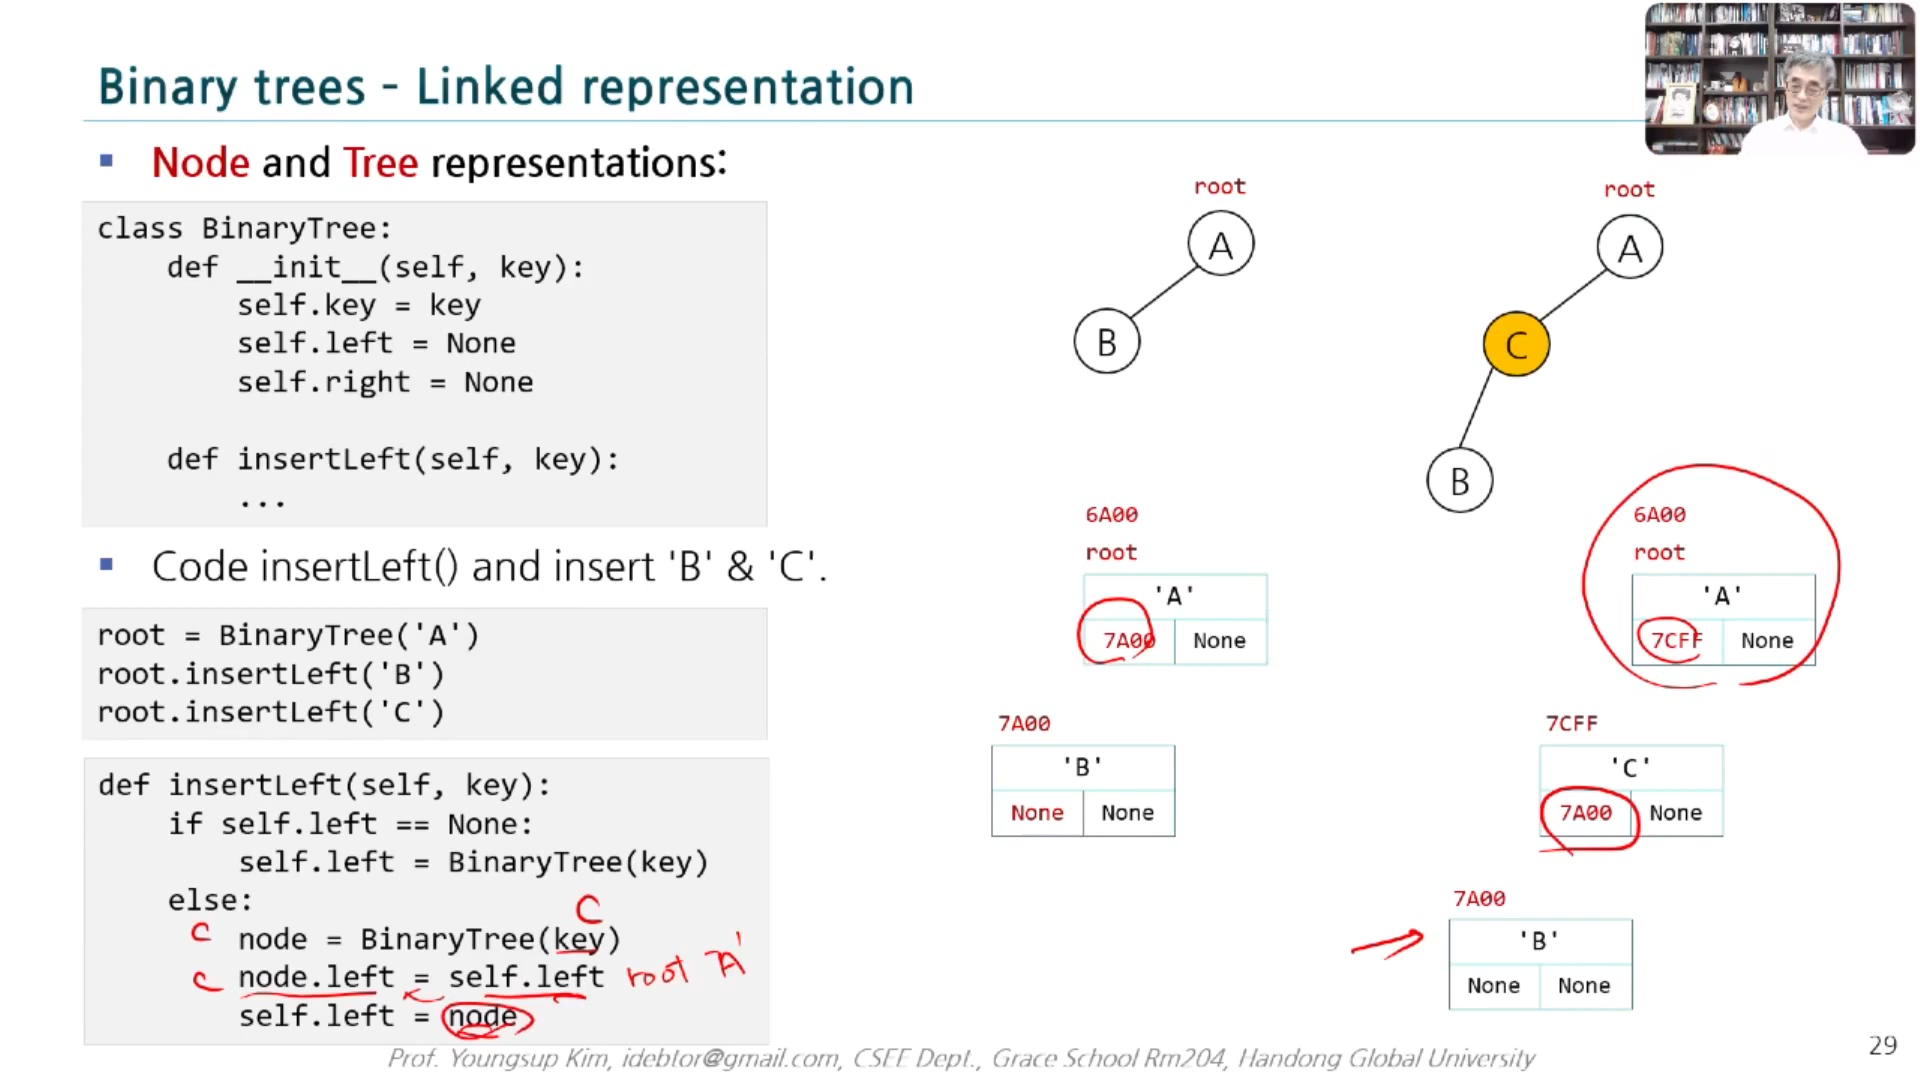 Binary trees - Linked representation
▪ Node and Tree representations:
class BinaryTree:
    def __init__(self, key):
        self.key = key
        self.left = None
        self.right = None
    def insertLeft(self, key):
        ...
▪ Code insertLeft() and insert 'B' & 'C'.
root = BinaryTree('A')
root.insertLeft('B')
root.insertLeft('C')
def insertLeft(self, key):
    if self.left == None:
        self.left = BinaryTree(key)
    else:
C
C node = BinaryTree(key)
C node.left = self.left root 'A'
        self.left = node
root
A
B
root
A
C
B
6A00
root
'A'
7A00 None
7A00
'B'
None None
6A00
root
'A'
7CFF None
7CFF
'C'
7A00 None
7A00
'B'
None None
Prof. Youngsup Kim, idebtor@gmail.com, CSEE Dept., Grace School Rm204, Handong Global University
29